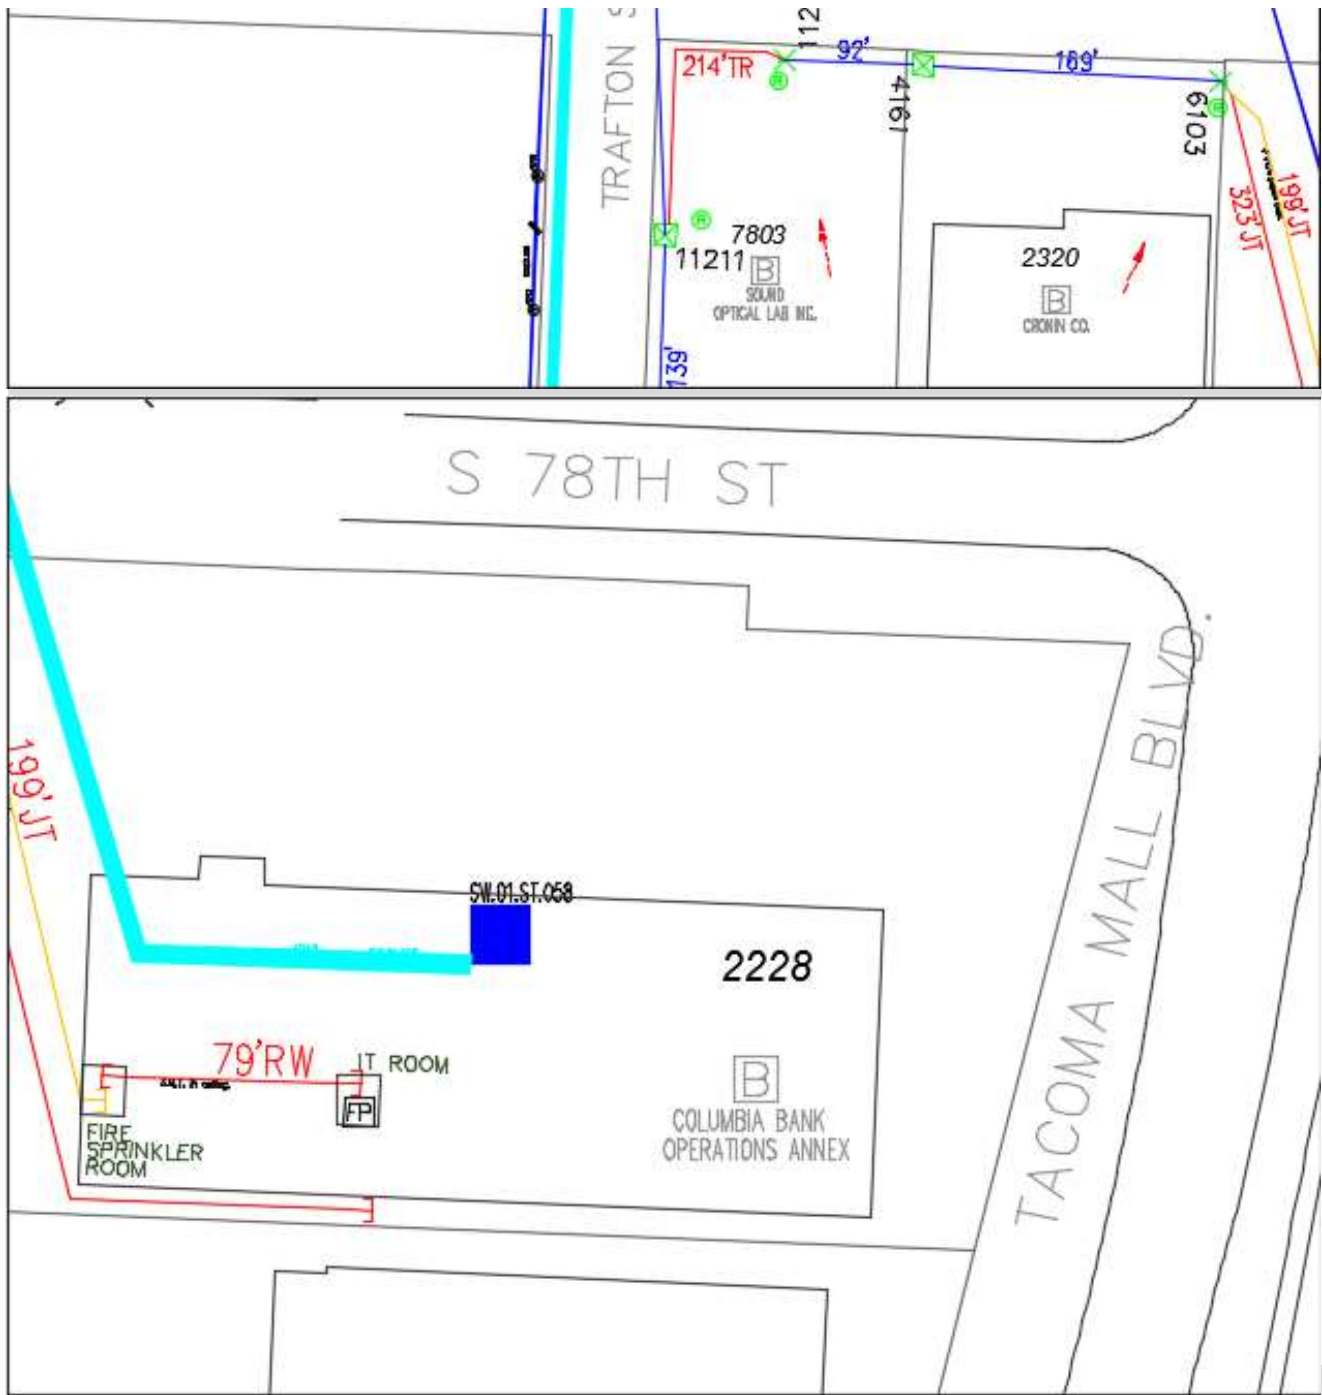 TRAFTON S
112
214'TR
92'
169'
4161
6103
199'JT
323'JT
R
R
R
7803
11211
B
SOUND
OPTICAL LAB INC.
2320
B
CRONIN CO.
139'
S 78TH ST
TACOMA MALL BLVD.
199'JT
SW.01.ST.058
2228
79'RW
IT ROOM
FP
FIRE
SPRINKLER
ROOM
B
COLUMBIA BANK
OPERATIONS ANNEX